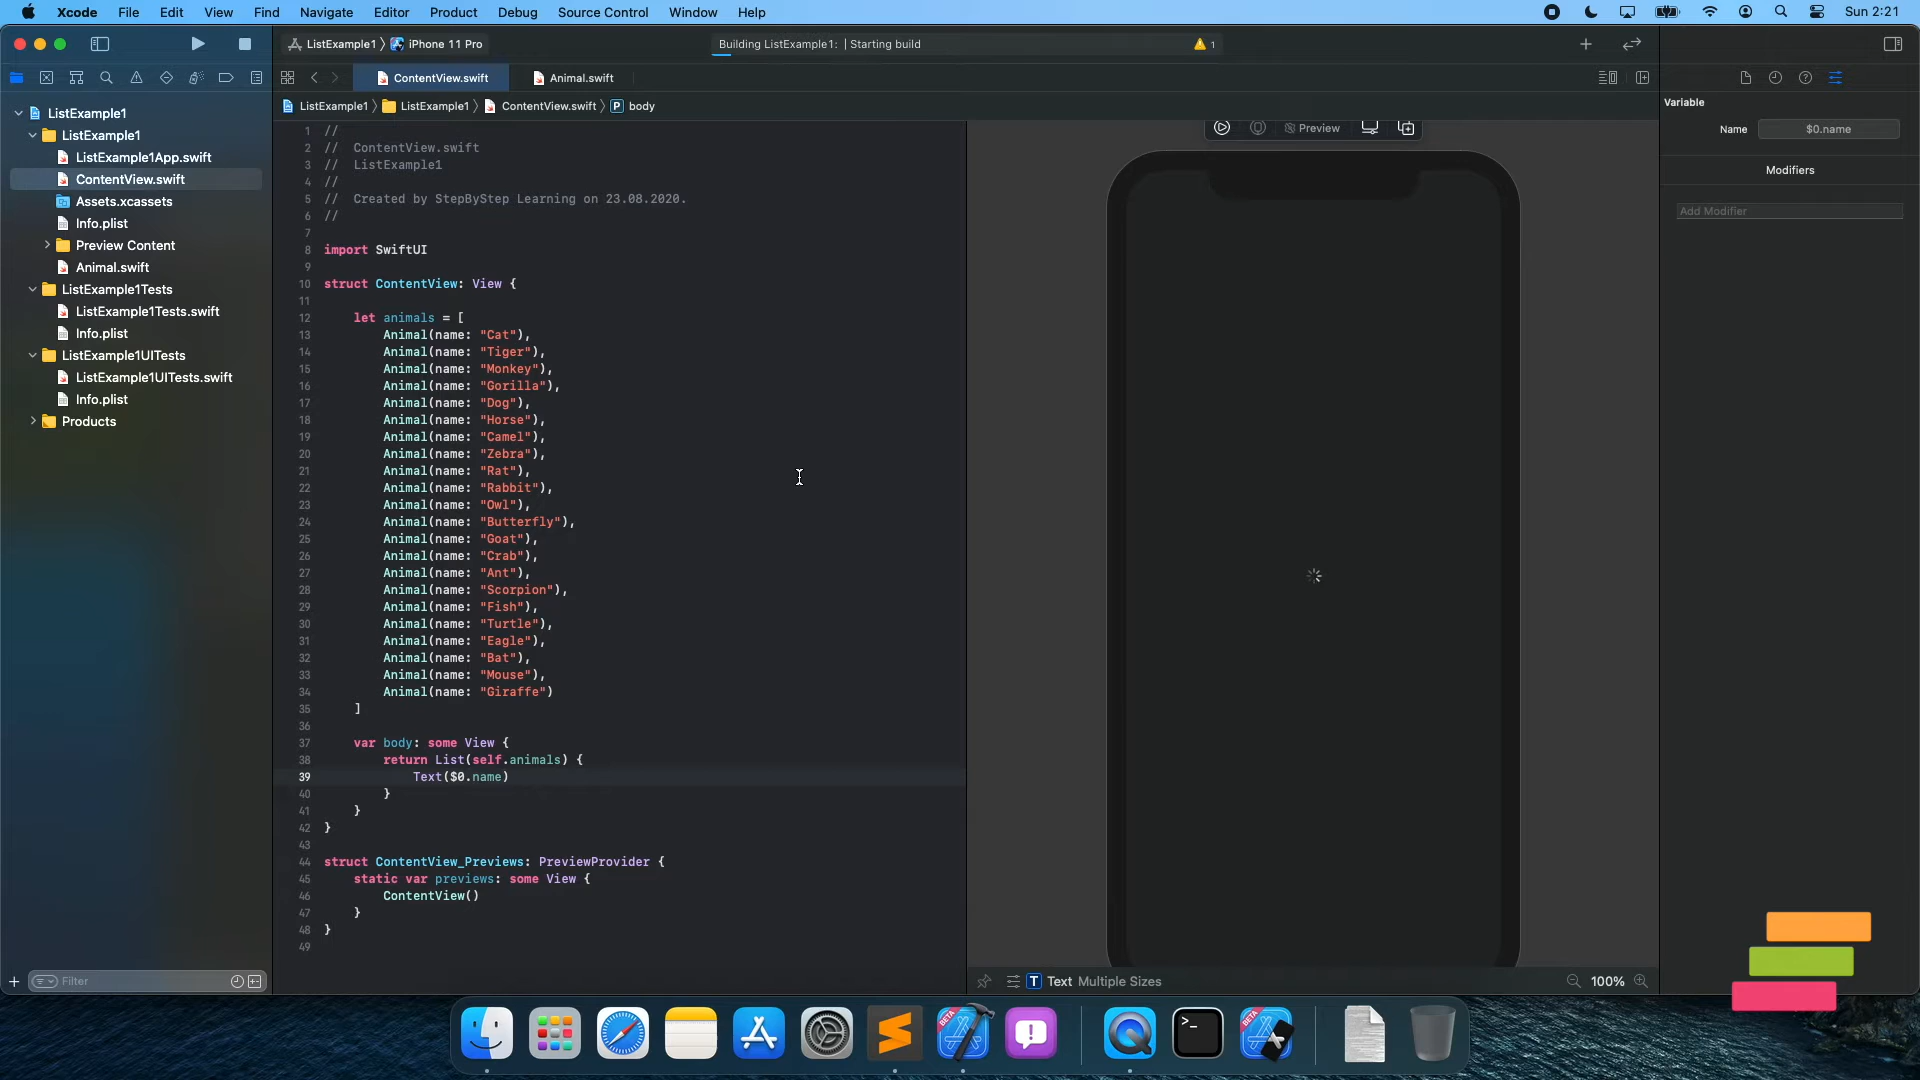 Xcode File Edit View Find Navigate Editor Product Debug Source Control Window Help Sun 2:21
ListExample1 iPhone 11 Pro Building ListExample1: | Starting build 1
ContentView.swift Animal.swift
ListExample1 ListExample1 ContentView.swift P body
ListExample1
ListExample1
ListExample1App.swift
ContentView.swift
Assets.xcassets
Info.plist
Preview Content
Animal.swift
ListExample1Tests
ListExample1Tests.swift
Info.plist
ListExample1UITests
ListExample1UITests.swift
Info.plist
Products
Filter
1 //
2 // ContentView.swift
3 // ListExample1
4 //
5 // Created by StepByStep Learning on 23.08.2020.
6 //
7
8 import SwiftUI
9
10 struct ContentView: View {
11
12 let animals = [
13 Animal(name: "Cat"),
14 Animal(name: "Tiger"),
15 Animal(name: "Monkey"),
16 Animal(name: "Gorilla"),
17 Animal(name: "Dog"),
18 Animal(name: "Horse"),
19 Animal(name: "Camel"),
20 Animal(name: "Zebra"),
21 Animal(name: "Rat"),
22 Animal(name: "Rabbit"),
23 Animal(name: "Owl"),
24 Animal(name: "Butterfly"),
25 Animal(name: "Goat"),
26 Animal(name: "Crab"),
27 Animal(name: "Ant"),
28 Animal(name: "Scorpion"),
29 Animal(name: "Fish"),
30 Animal(name: "Turtle"),
31 Animal(name: "Eagle"),
32 Animal(name: "Bat"),
33 Animal(name: "Mouse"),
34 Animal(name: "Giraffe")
35 ]
36
37 var body: some View {
38 return List(self.animals) {
39 Text($0.name)
40 }
41 }
42 }
43
44 struct ContentView_Previews: PreviewProvider {
45 static var previews: some View {
46 ContentView()
47 }
48 }
49
Preview
T Text Multiple Sizes 100%
Variable
Name $0.name
Modifiers
Add Modifier
BETA
BETA